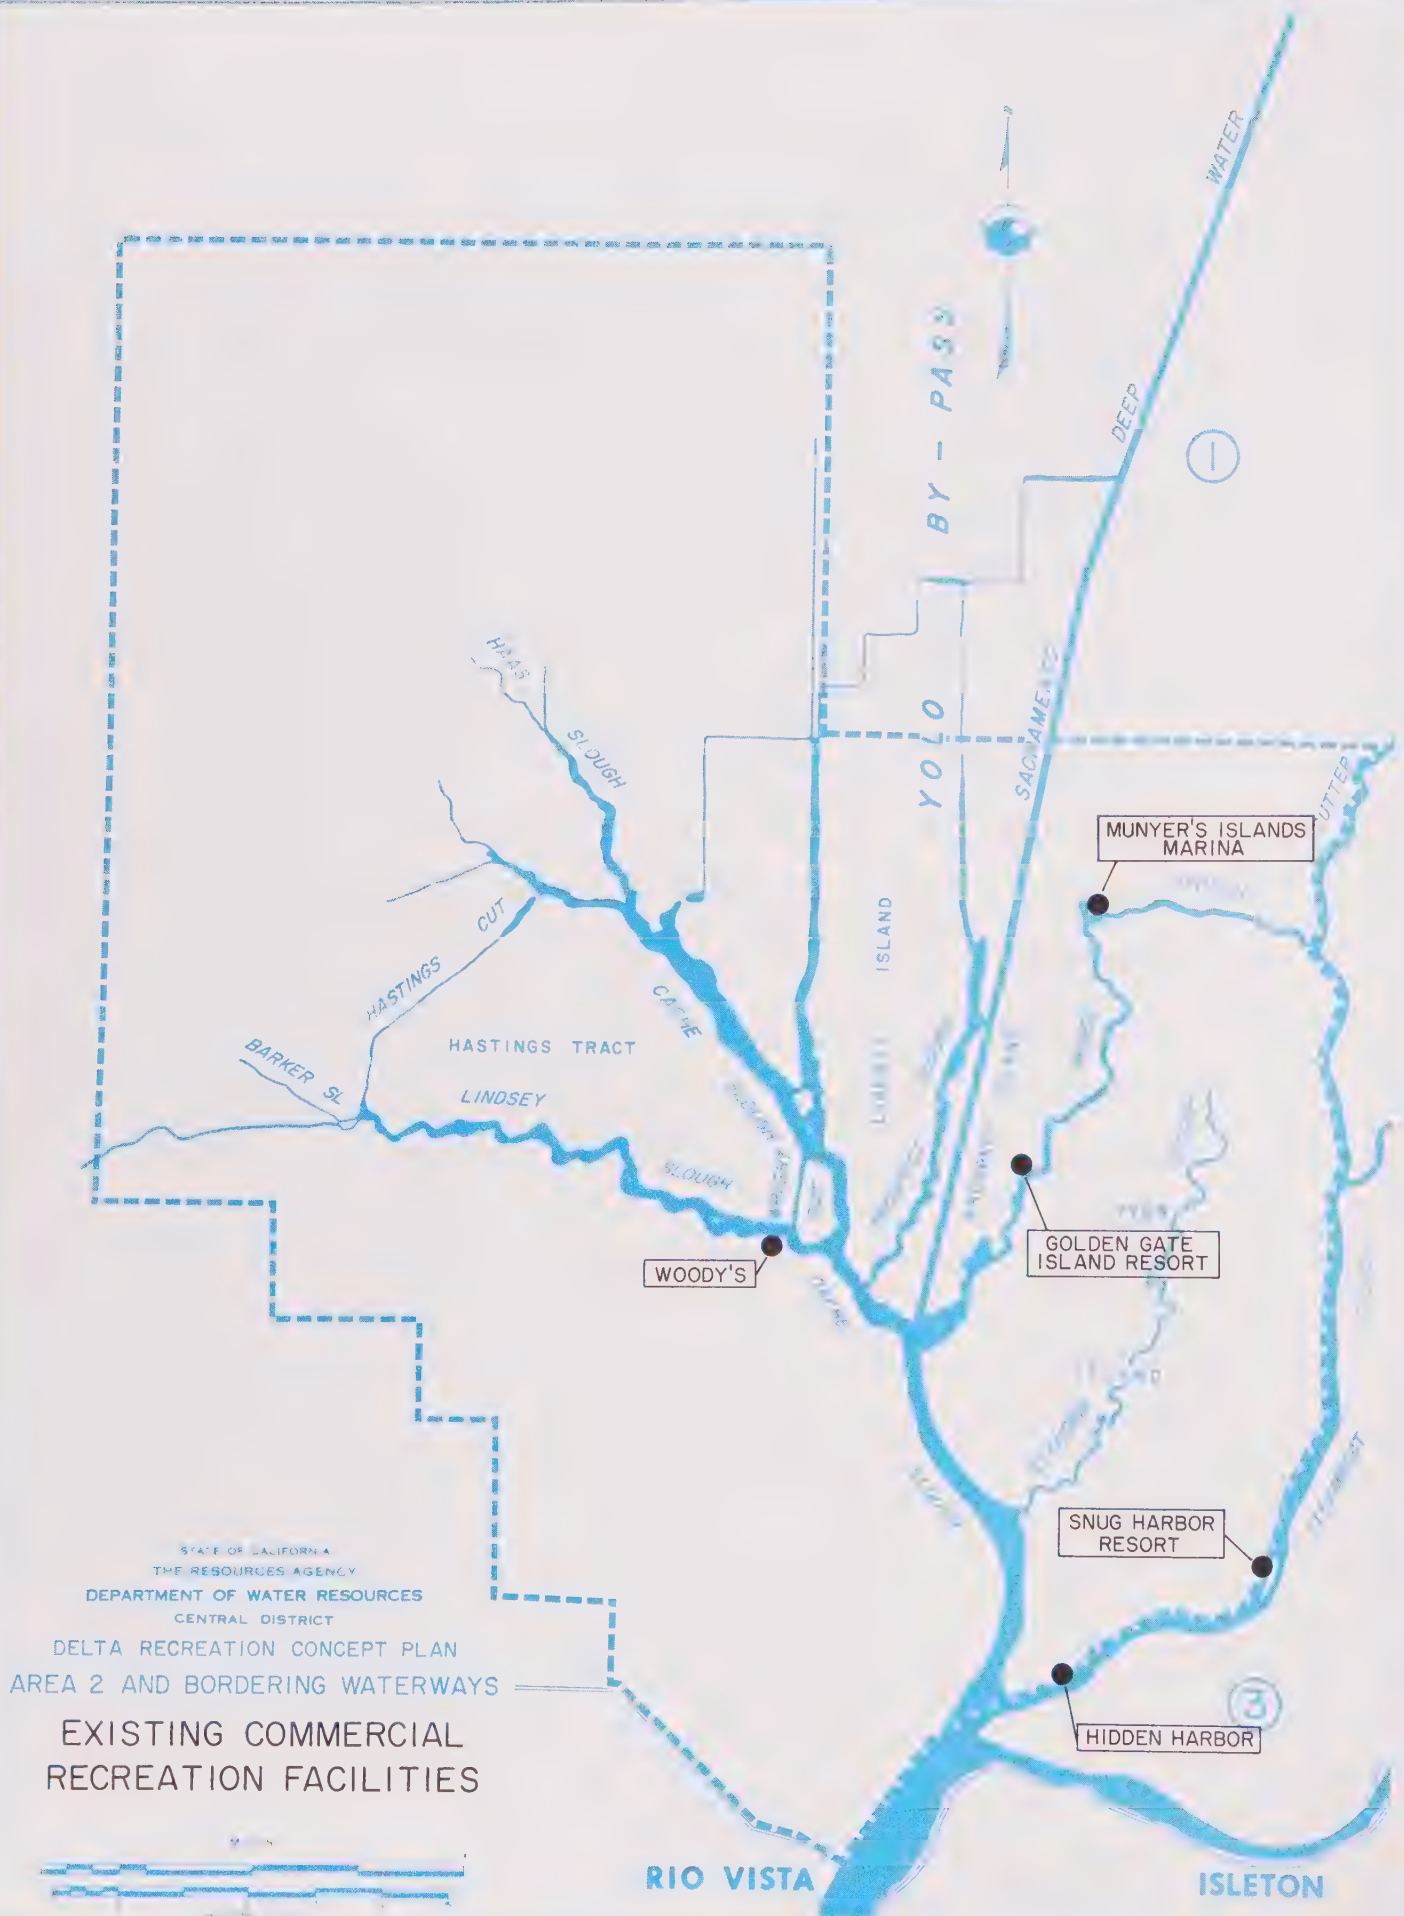 WATER
DEEP
1
BY - PASS
YOLO
SACRAMENTO
HAAS
SLOUGH
MUNYER'S ISLANDS
MARINA
CUT
HASTINGS
CACHE
ISLAND
HASTINGS TRACT
BARKER SL
LINDSEY
SLOUGH
GOLDEN GATE
ISLAND RESORT
WOODY'S
SNUG HARBOR
RESORT
HIDDEN HARBOR
3
STATE OF CALIFORNIA
THE RESOURCES AGENCY
DEPARTMENT OF WATER RESOURCES
CENTRAL DISTRICT
DELTA RECREATION CONCEPT PLAN
AREA 2 AND BORDERING WATERWAYS
EXISTING COMMERCIAL
RECREATION FACILITIES
RIO VISTA
ISLETON